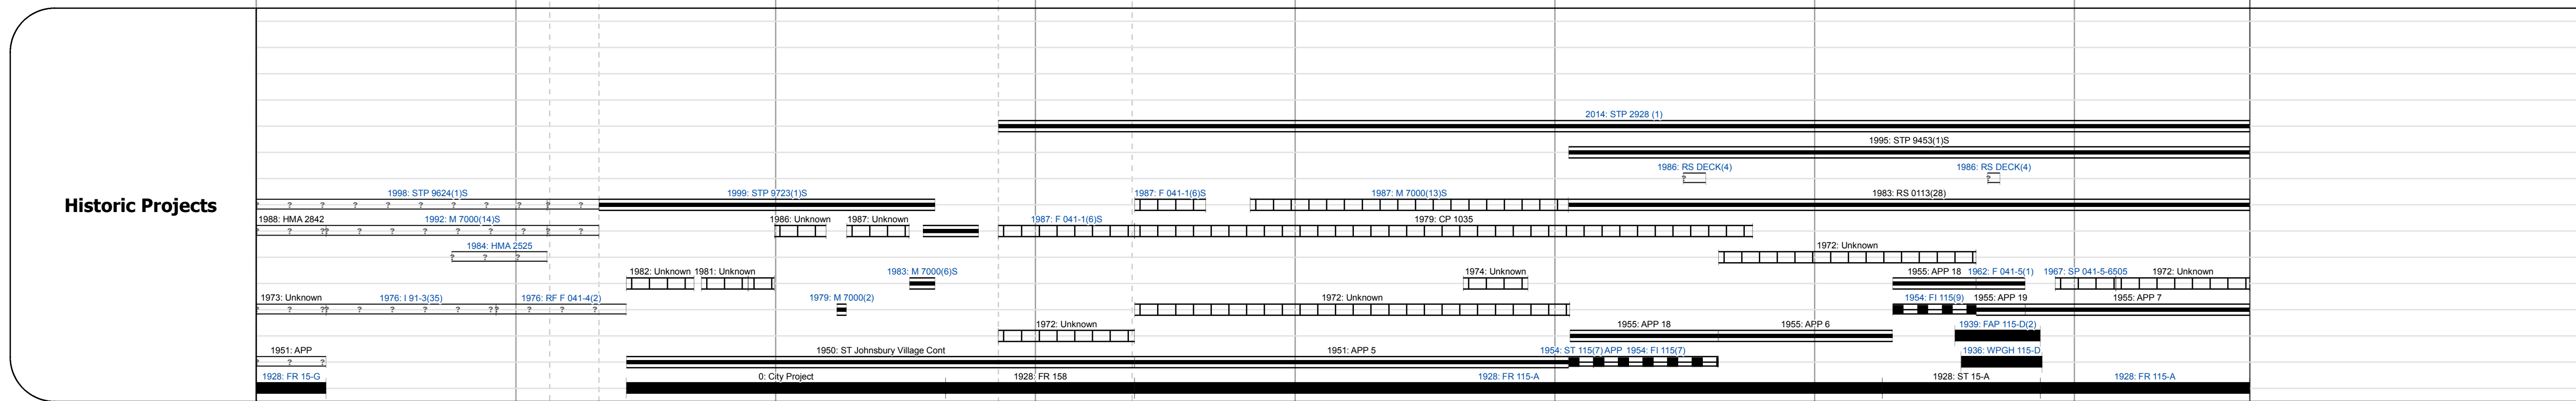 2014: STP 2928 (1)
1995: STP 9453(1)S
1986: RS DECK(4) 1986: RS DECK(4)
? ?
Historic Projects
1998: STP 9624(1)S 1999: STP 9723(1)S 1987: F 041-1(6)S 1987: M 7000(13)S 1983: RS 0113(28)
? ? ? ? ? ? ? ? ? ? ?
1988: HMA 2842 1992: M 7000(14)S 1986: Unknown 1987: Unknown 1987: F 041-1(6)S 1979: CP 1035
? ? ?? ? ? ? ? ? ? ? ?
1984: HMA 2525 1972: Unknown
? ? ?
1982: Unknown 1981: Unknown 1983: M 7000(6)S 1974: Unknown 1955: APP 18 1962: F 041-5(1) 1967: SP 041-5-6505 1972: Unknown
1973: Unknown 1976: I 91-3(35) 1976: RF F 041-4(2) 1979: M 7000(2) 1972: Unknown 1954: FI 115(9) 1955: APP 19 1955: APP 7
? ? ?? ? ? ? ? ?? ? ? ?
1972: Unknown 1955: APP 18 1955: APP 6 1939: FAP 115-D(2)
1951: APP 1950: ST Johnsbury Village Cont 1951: APP 5 1954: ST 115(7) APP 1954: FI 115(7) 1936: WPGH 115-D
? ? ?
1928: FR 15-G 0: City Project 1928: FR 158 1928: FR 115-A 1928: ST 15-A 1928: FR 115-A